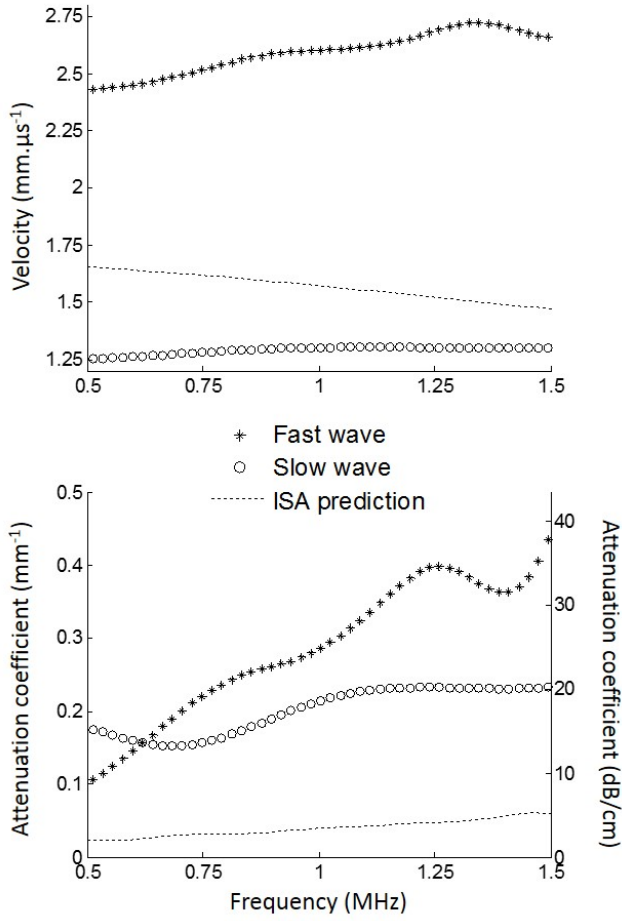 2.75
2.5
2.25
2
1.75
1.5
1.25
Velocity (mm.µs-1)
0.5 0.75 1 1.25 1.5
Fast wave
Slow wave
ISA prediction
0.5
0.4
0.3
0.2
0.1
0
Attenuation coefficient (mm-1)
40
30
20
10
0
Attenuation coefficient (dB/cm)
0.5 0.75 1 1.25 1.5
Frequency (MHz)